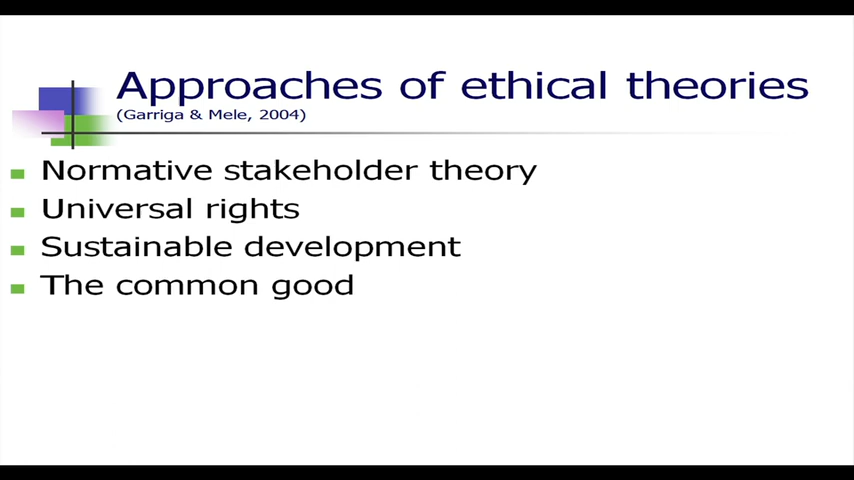 Approaches of ethical theories
(Garriga & Mele, 2004)
Normative stakeholder theory
Universal rights
Sustainable development
The common good